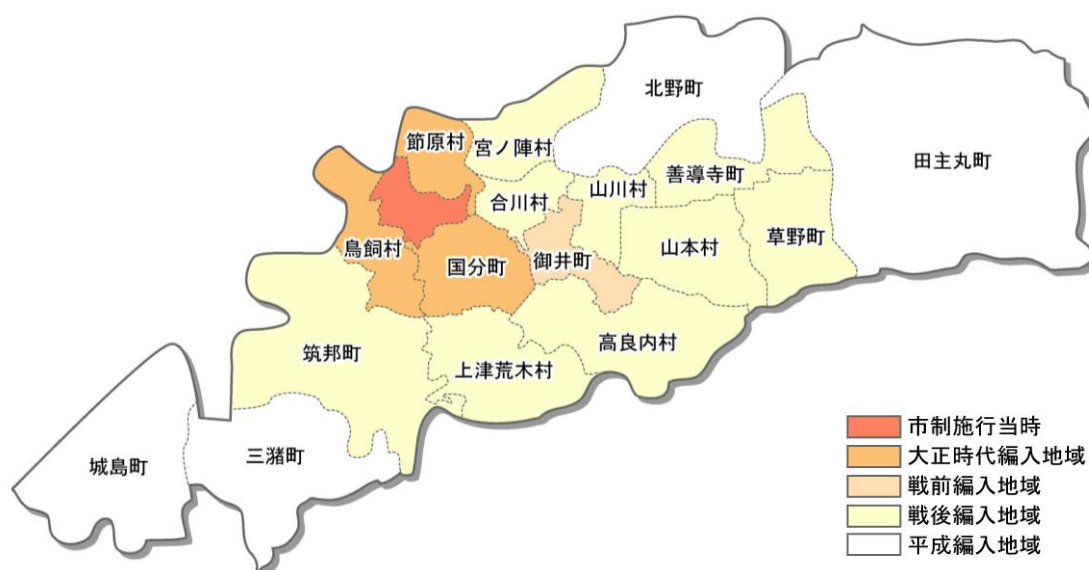 北野町
節原村
宮ノ陣村
田主丸町
善導寺町
山川村
合川村
草野町
鳥飼村
山本村
国分町
御井町
高良内村
筑邦町
上津荒木村
三潴町
城島町
市制施行当時
大正時代編入地域
戦前編入地域
戦後編入地域
平成編入地域